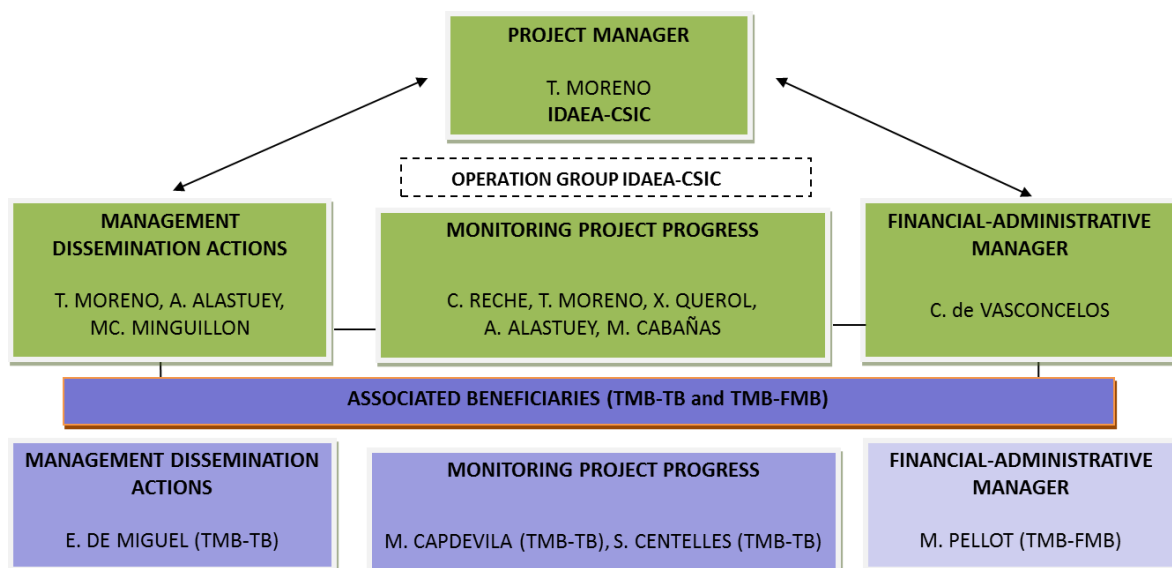 PROJECT MANAGER
T. MORENO
IDAEA-CSIC
OPERATION GROUP IDAEA-CSIC
MANAGEMENT
DISSEMINATION ACTIONS
T. MORENO, A. ALASTUEY,
MC. MINGUILLON
MONITORING PROJECT PROGRESS
C. RECHE, T. MORENO, X. QUEROL,
A. ALASTUEY, M. CABAÑAS
FINANCIAL-ADMINISTRATIVE
MANAGER
C. de VASCONCELOS
ASSOCIATED BENEFICIARIES (TMB-TB and TMB-FMB)
MANAGEMENT DISSEMINATION
ACTIONS
E. DE MIGUEL (TMB-TB)
MONITORING PROJECT PROGRESS
M. CAPDEVILA (TMB-TB), S. CENTELLES (TMB-TB)
FINANCIAL-ADMINISTRATIVE
MANAGER
M. PELLOT (TMB-FMB)